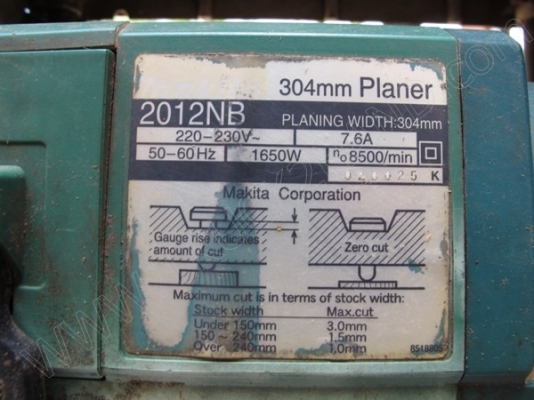 304mm Planer
2012NB PLANING WIDTH:304mm
220-230V~ 7.6A
50-60Hz 1650W no 8500/min
K
Makita Corporation
Gauge rise indicates
amount of cut
Zero cut
Maximum cut is in terms of stock width:
Stock width Max.cut
Under 150mm 3.0mm
150 ~ 240mm 1.5mm
Over 240mm 1.0mm